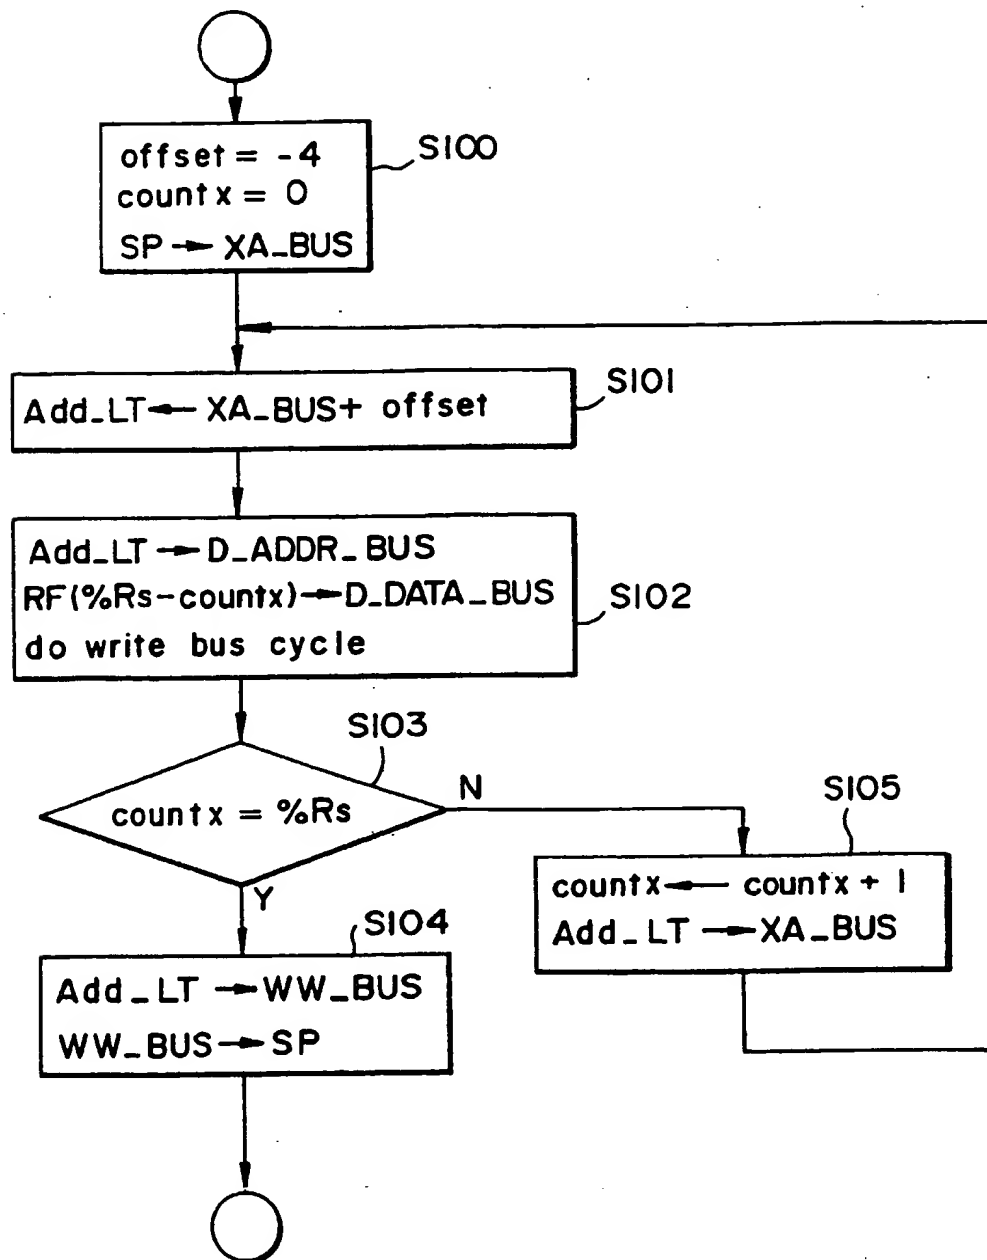 offset = -4
countx = 0
SP → XA_BUS
S100
Add_LT ← XA_BUS + offset
S101
Add_LT → D_ADDR_BUS
RF(%Rs-countx) → D_DATA_BUS
do write bus cycle
S102
S103
countx = %Rs
N
Y
S105
countx ← countx + 1
Add_LT → XA_BUS
S104
Add_LT → WW_BUS
WW_BUS → SP